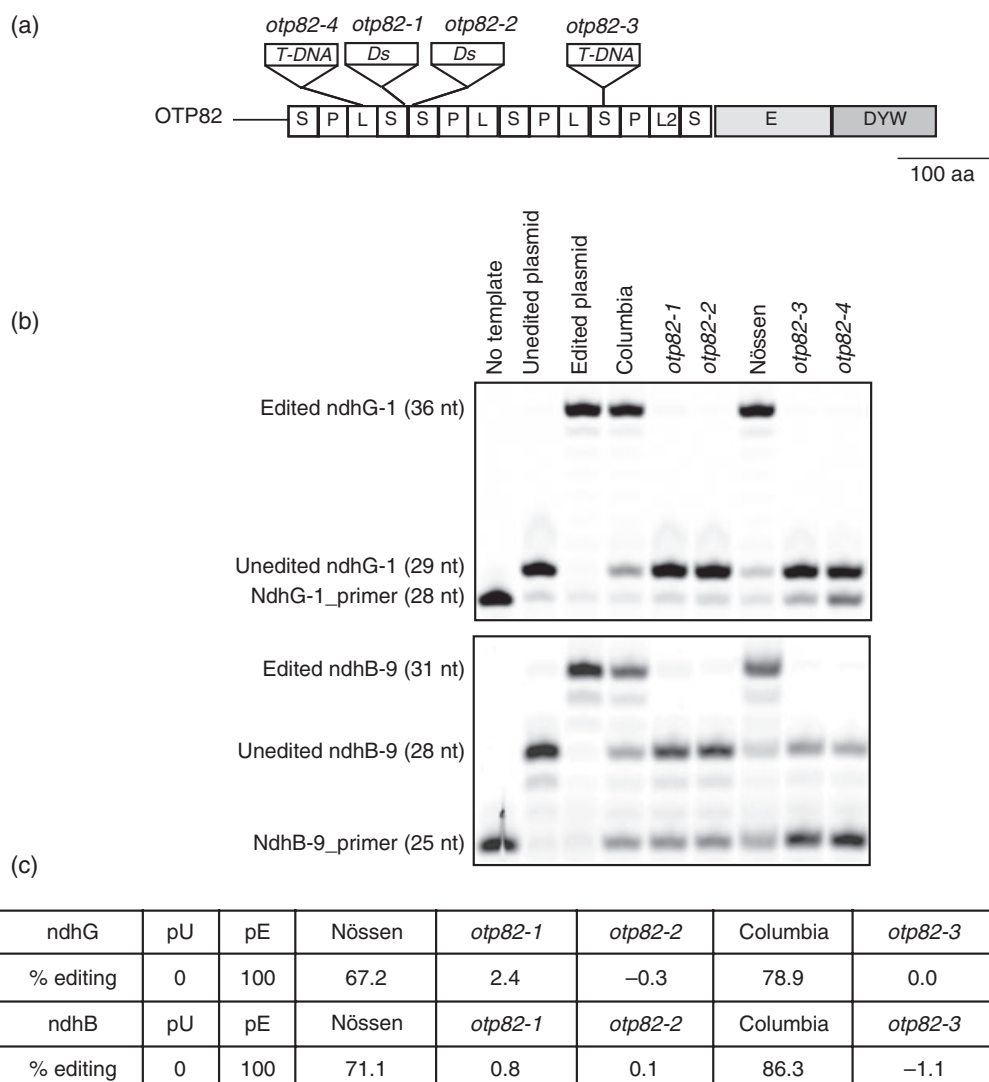 (a)
otp82-4 otp82-1 otp82-2 otp82-3
T-DNA Ds Ds T-DNA
OTP82 S P L S S P L S P L S P L2 S E DYW
100 aa
(b)
No template
Unedited plasmid
Edited plasmid
Columbia
otp82-1
otp82-2
Nössen
otp82-3
otp82-4
Edited ndhG-1 (36 nt)
Unedited ndhG-1 (29 nt)
NdhG-1_primer (28 nt)
Edited ndhB-9 (31 nt)
Unedited ndhB-9 (28 nt)
NdhB-9_primer (25 nt)
(c)
ndhG pU pE Nössen otp82-1 otp82-2 Columbia otp82-3
% editing 0 100 67.2 2.4 –0.3 78.9 0.0
ndhB pU pE Nössen otp82-1 otp82-2 Columbia otp82-3
% editing 0 100 71.1 0.8 0.1 86.3 –1.1